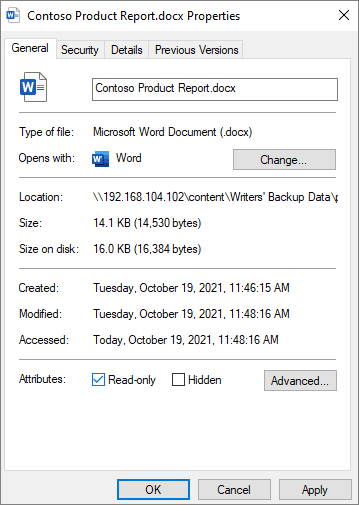 Contoso Product Report.docx Properties
General Security Details Previous Versions
Contoso Product Report.docx
Type of file: Microsoft Word Document (.docx)
Opens with: Word Change...
Location: \\192.168.104.102\content\Writers' Backup Data\p
Size: 14.1 KB (14,530 bytes)
Size on disk: 16.0 KB (16,384 bytes)
Created: Tuesday, October 19, 2021, 11:46:15 AM
Modified: Tuesday, October 19, 2021, 11:48:16 AM
Accessed: Today, October 19, 2021, 11:48:16 AM
Attributes: Read-only Hidden Advanced...
OK Cancel Apply